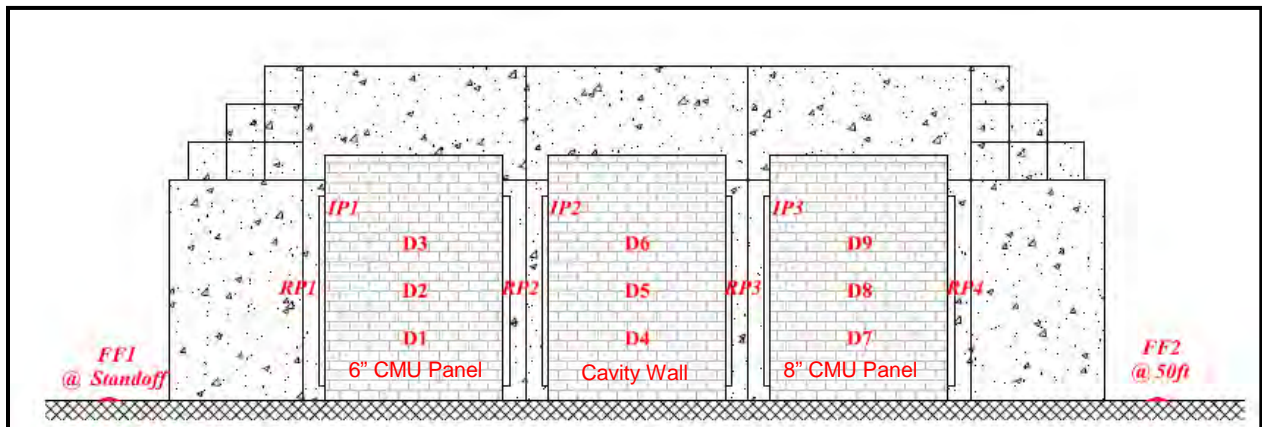 IP1
IP2
IP3
D3
D6
D9
RP1
D2
RP2
D5
RP3
D8
RP4
D1
D4
D7
FF1
@ Standoff
6” CMU Panel
Cavity Wall
8” CMU Panel
FF2
@ 50ft